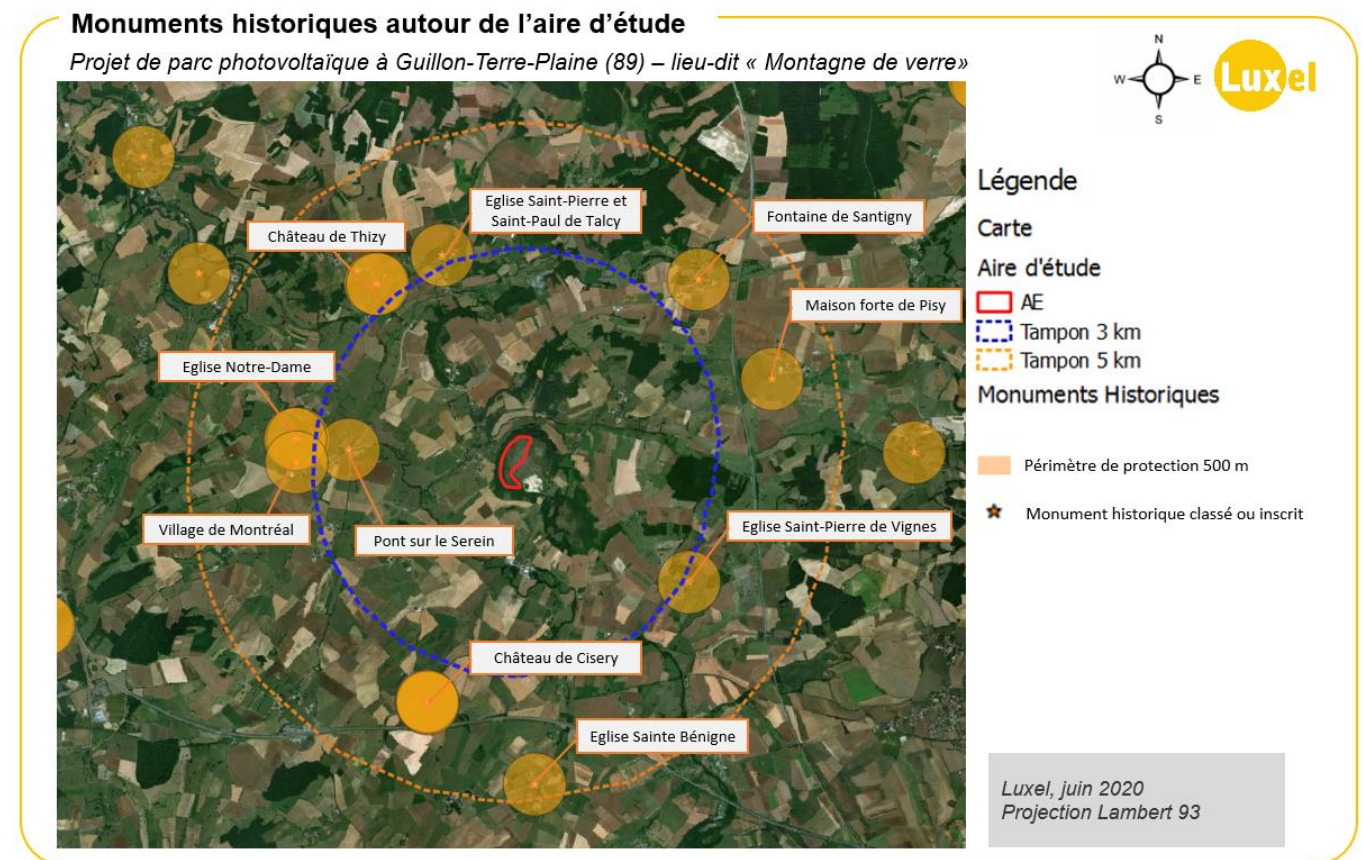 Monuments historiques autour de l’aire d’étude
Projet de parc photovoltaïque à Guillon-Terre-Plaine (89) – lieu-dit « Montagne de verre»
N
W
E
S
Luxel
Eglise Saint-Pierre et
Saint-Paul de Talcy
Fontaine de Santigny
Château de Thizy
Maison forte de Pisy
Eglise Notre-Dame
Village de Montréal
Pont sur le Serein
Eglise Saint-Pierre de Vignes
Château de Cisery
Eglise Sainte Bénigne
Légende
Carte
Aire d'étude
AE
Tampon 3 km
Tampon 5 km
Monuments Historiques
Périmètre de protection 500 m
Monument historique classé ou inscrit
Luxel, juin 2020
Projection Lambert 93